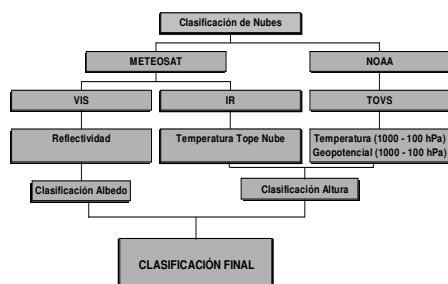 Clasificación de Nubes
METEOSAT
NOAA
VIS
IR
TOVS
Reflectividad
Temperatura Tope Nube
Temperatura (1000 - 100 hPa)
Geopotencial (1000 - 100 hPa)
Clasificación Albedo
Clasificación Altura
CLASIFICACIÓN FINAL